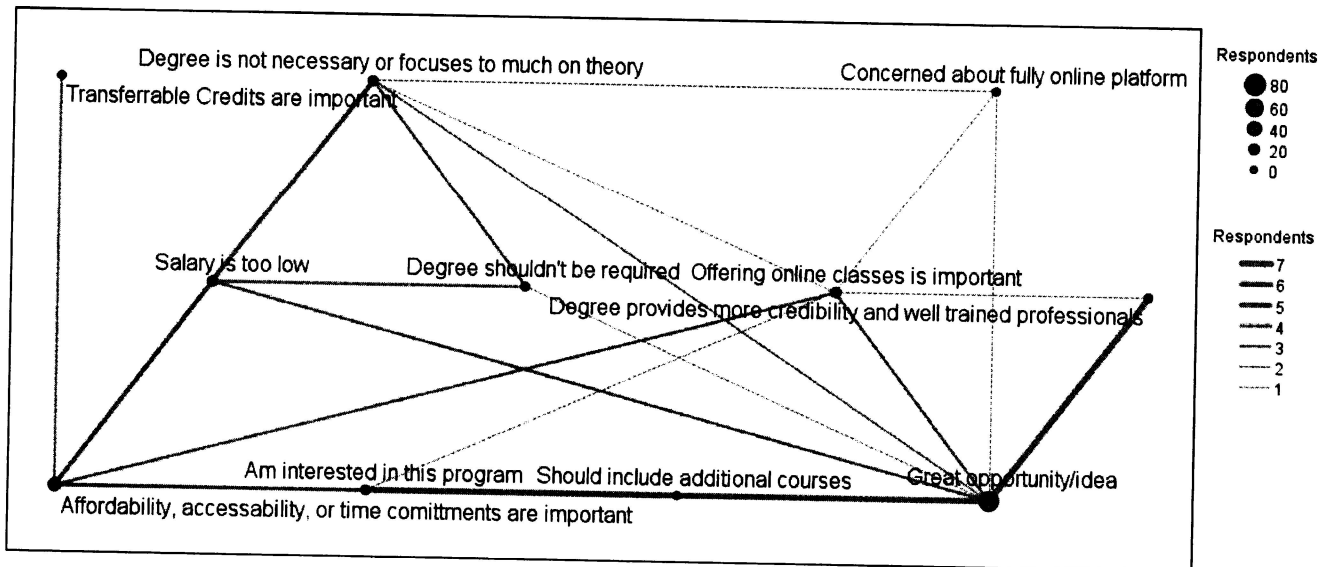 Degree is not necessary or focuses to much on theory
Concerned about fully online platform
Transferrable Credits are important
Salary is too low
Degree shouldn't be required
Offering online classes is important
Degree provides more credibility and well trained professionals
Am interested in this program
Should include additional courses
Great opportunity/idea
Affordability, accessability, or time comittments are important
Respondents
80
60
40
20
0
Respondents
7
6
5
4
3
2
1